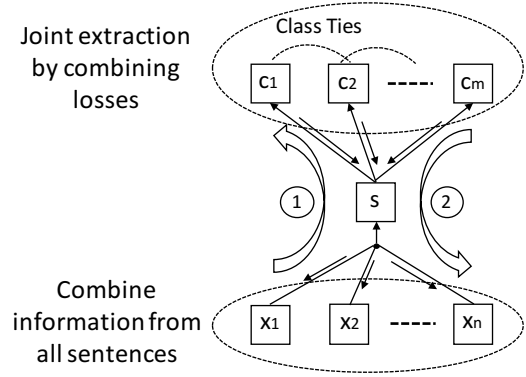 Joint extraction
by combining
losses
Class Ties
c1 c2 cm
1 s 2
Combine
information from
all sentences
x1 x2 xn